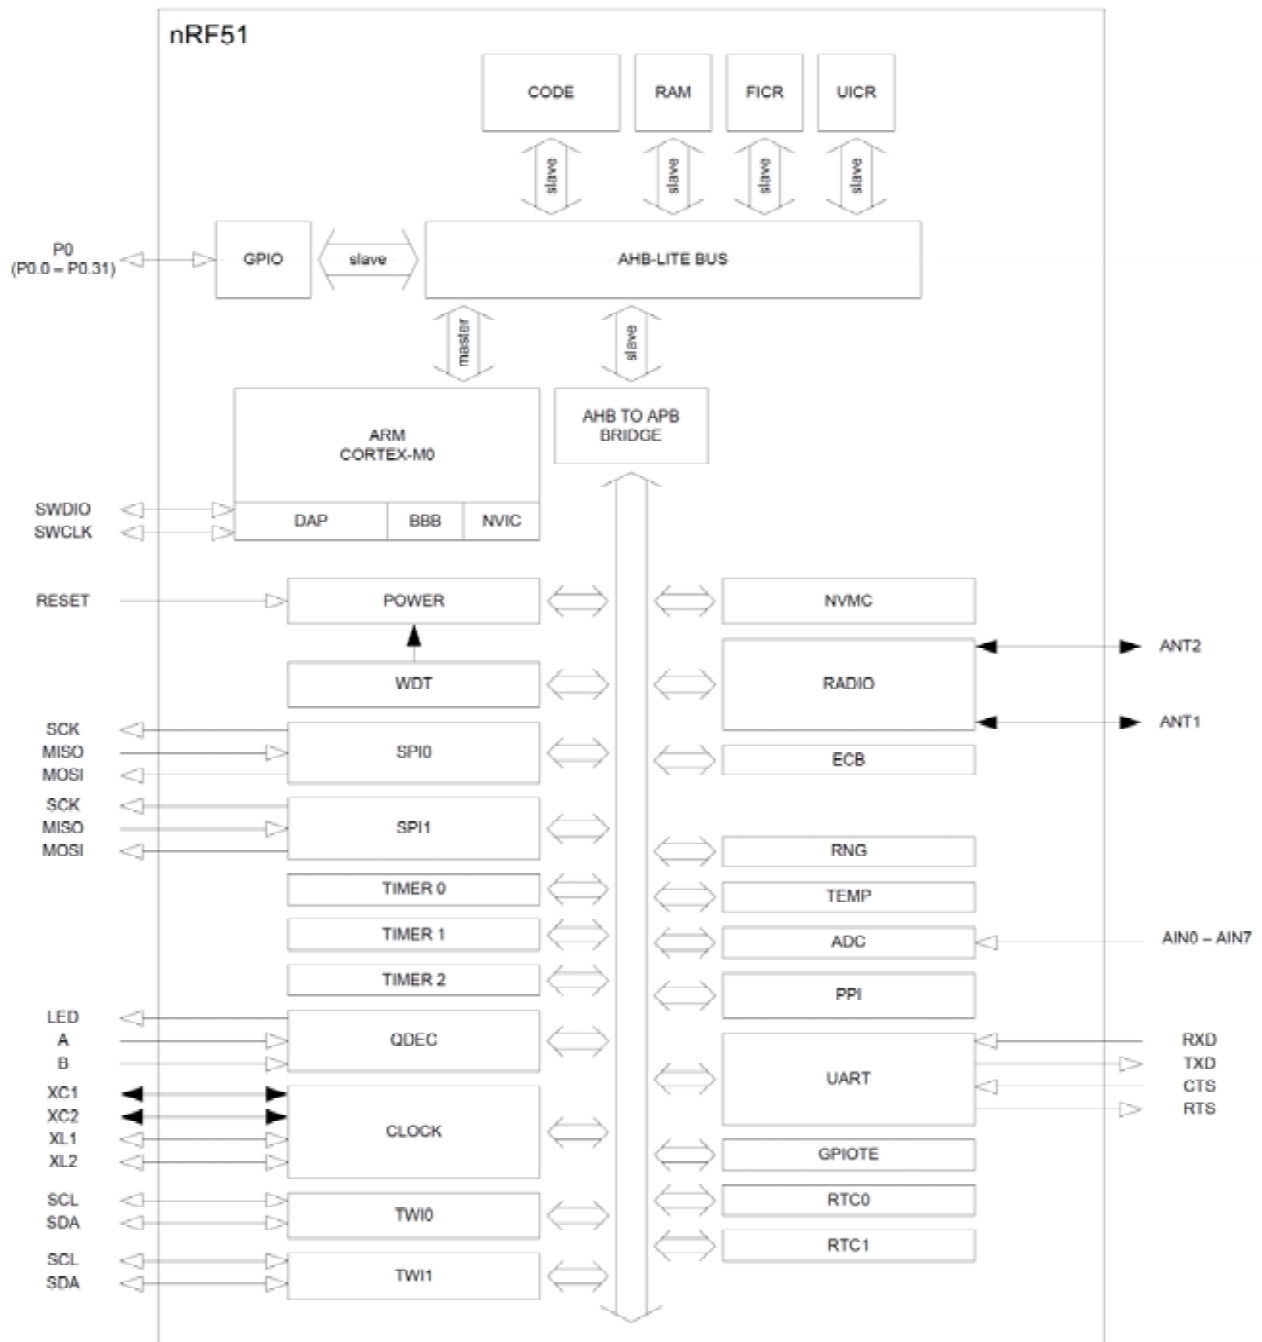 nRF51
CODE
RAM
FICR
UICR
slave
slave
slave
slave
P0
(P0.0 – P0.31)
GPIO
slave
AHB-LITE BUS
master
slave
ARM
CORTEX-M0
AHB TO APB
BRIDGE
SWDIO
SWCLK
DAP
BBB
NVIC
RESET
POWER
NVMC
WDT
RADIO
ANT2
ANT1
SCK
MISO
MOSI
SPI0
ECB
SCK
MISO
MOSI
SPI1
RNG
TIMER 0
TEMP
TIMER 1
ADC
AIN0 – AIN7
TIMER 2
PPI
LED
A
B
QDEC
UART
RXD
TXD
CTS
RTS
XC1
XC2
XL1
XL2
CLOCK
GPIOTE
SCL
SDA
TWI0
RTC0
RTC1
SCL
SDA
TWI1